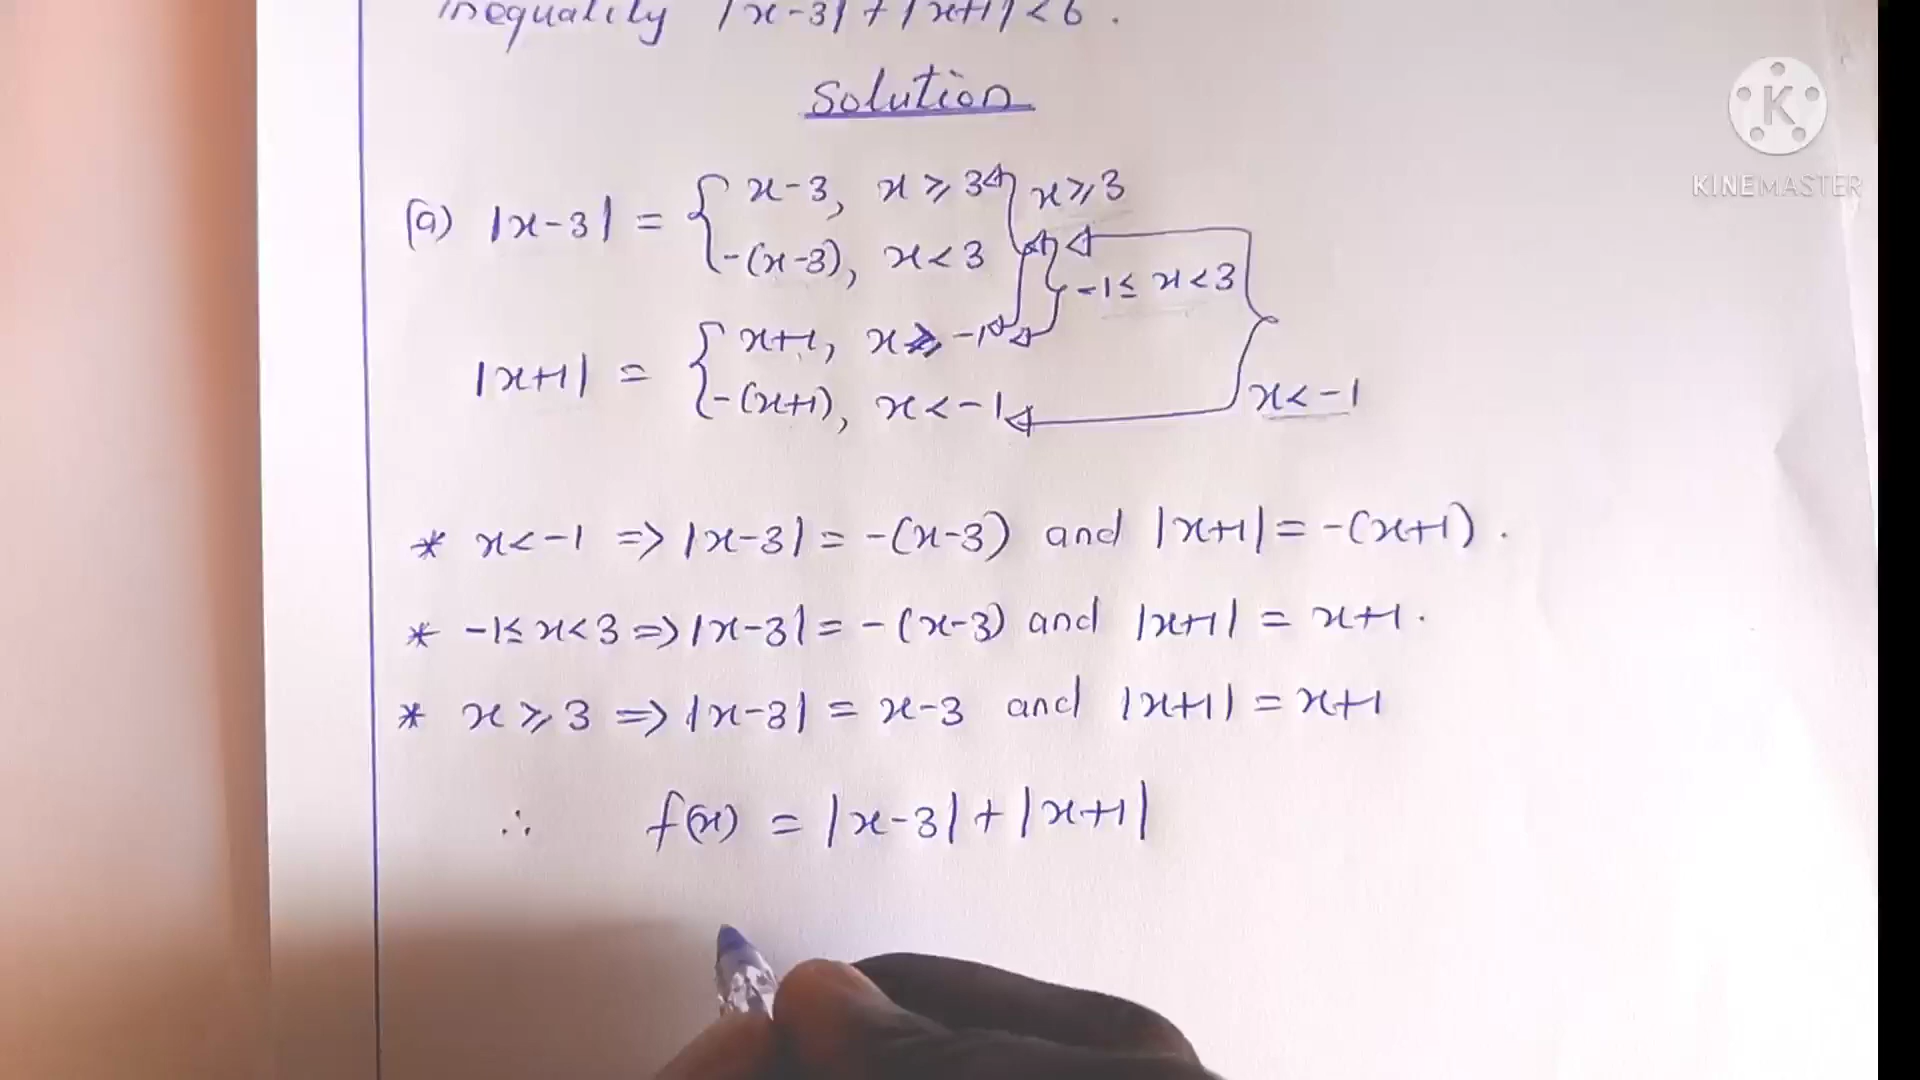 inequality |x-3| + |x+1| < 6 .
Solution
(a) |x-3| = { x-3, x ≥ 3 x ≥ 3
-(x-3), x < 3
-1 ≤ x < 3
|x+1| = { x+1, x ≥ -1
-(x+1), x < -1 x < -1
* x < -1 => |x-3| = -(x-3) and |x+1| = -(x+1) .
* -1 ≤ x < 3 => |x-3| = -(x-3) and |x+1| = x+1 .
* x ≥ 3 => |x-3| = x-3 and |x+1| = x+1
∴ f(x) = |x-3| + |x+1|
K
KINEMASTER